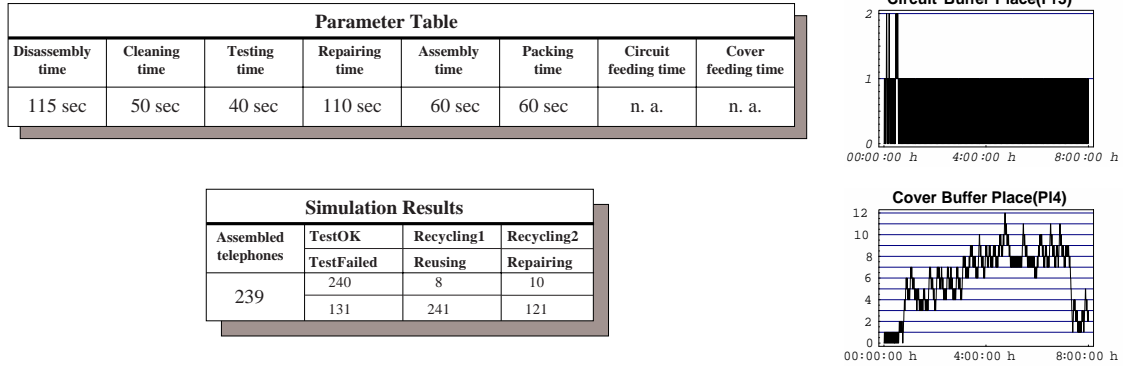 Parameter Table
Disassembly time Cleaning time Testing time Repairing time Assembly time Packing time Circuit feeding time Cover feeding time
115 sec 50 sec 40 sec 110 sec 60 sec 60 sec n. a. n. a.
Simulation Results
Assembled telephones TestOK Recycling1 Recycling2
TestFailed Reusing Repairing
239 240 8 10
131 241 121
Circuit Buffer
2
1
0
00:00:00 h 4:00:00 h 8:00:00 h
Cover Buffer Place(Pl4)
12
10
8
6
4
2
0
00:00:00 h 4:00:00 h 8:00:00 h